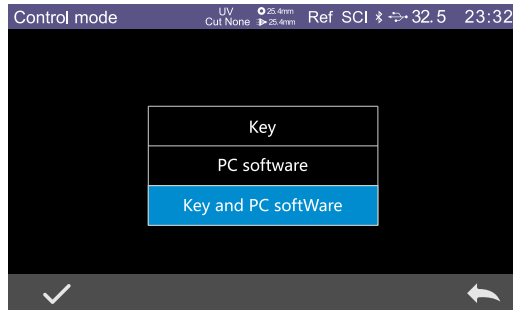 Control mode
UV
Cut None
25.4mm
25.4mm
Ref SCI 32.5 23:32
Key
PC software
Key and PC softWare